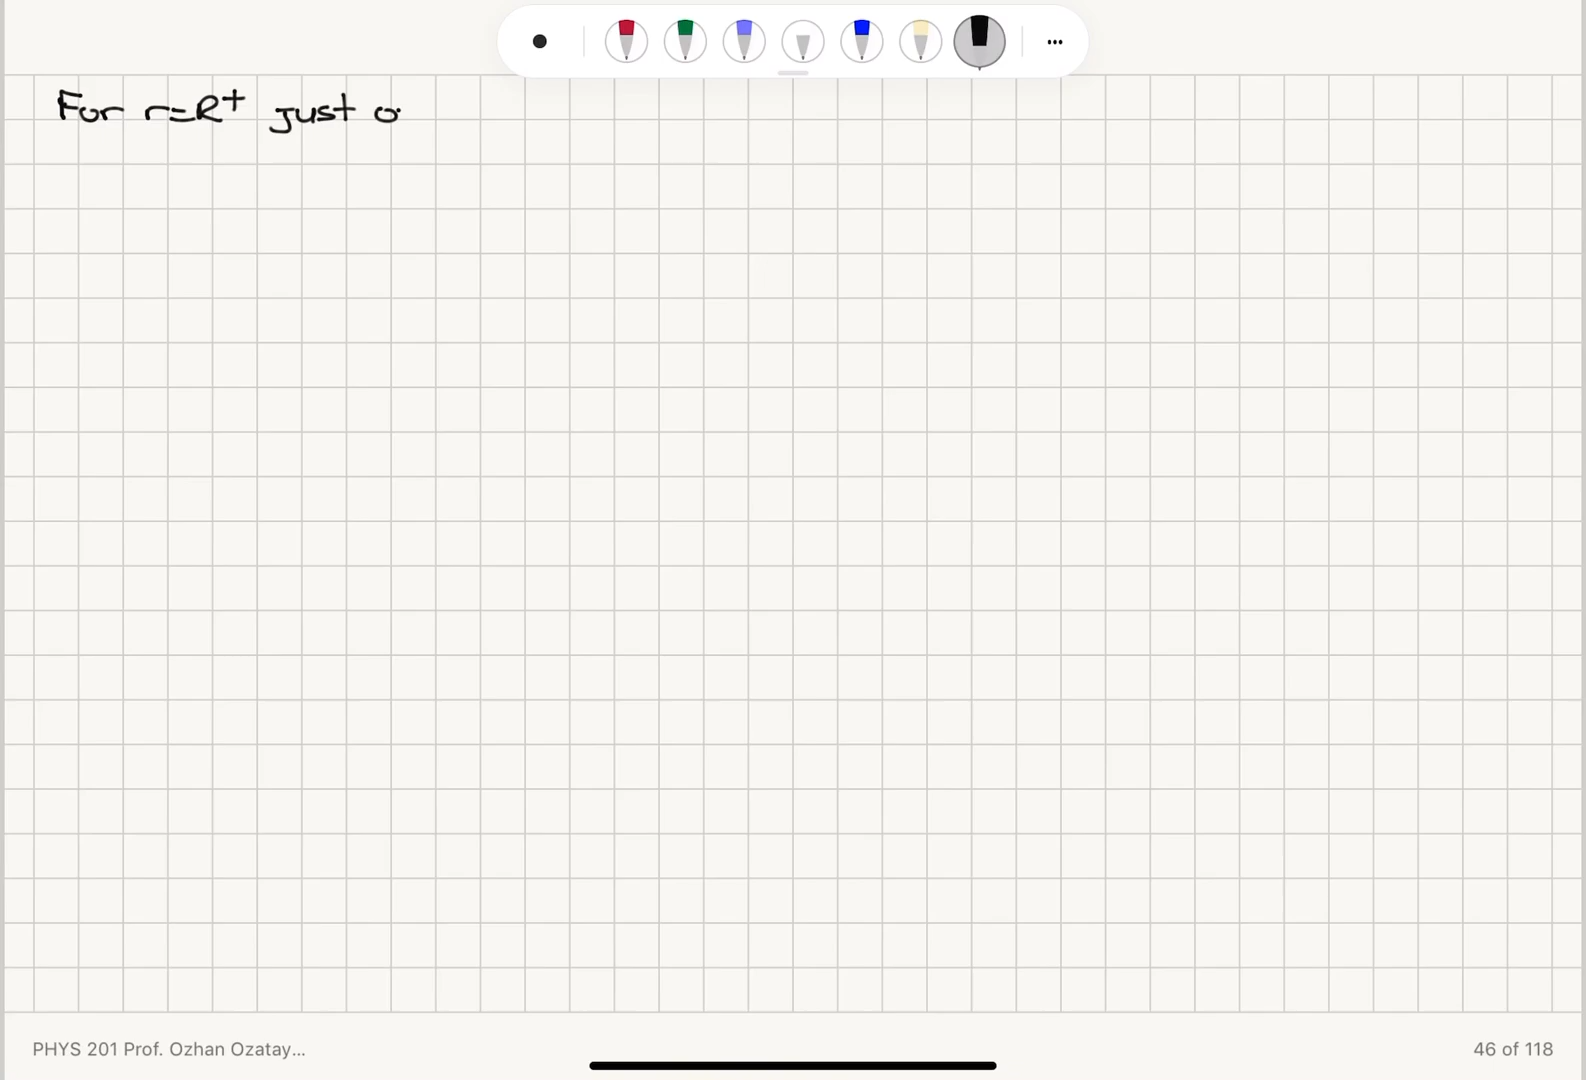 For r=R⁺ just o
PHYS 201 Prof. Ozhan Ozatay...
46 of 118